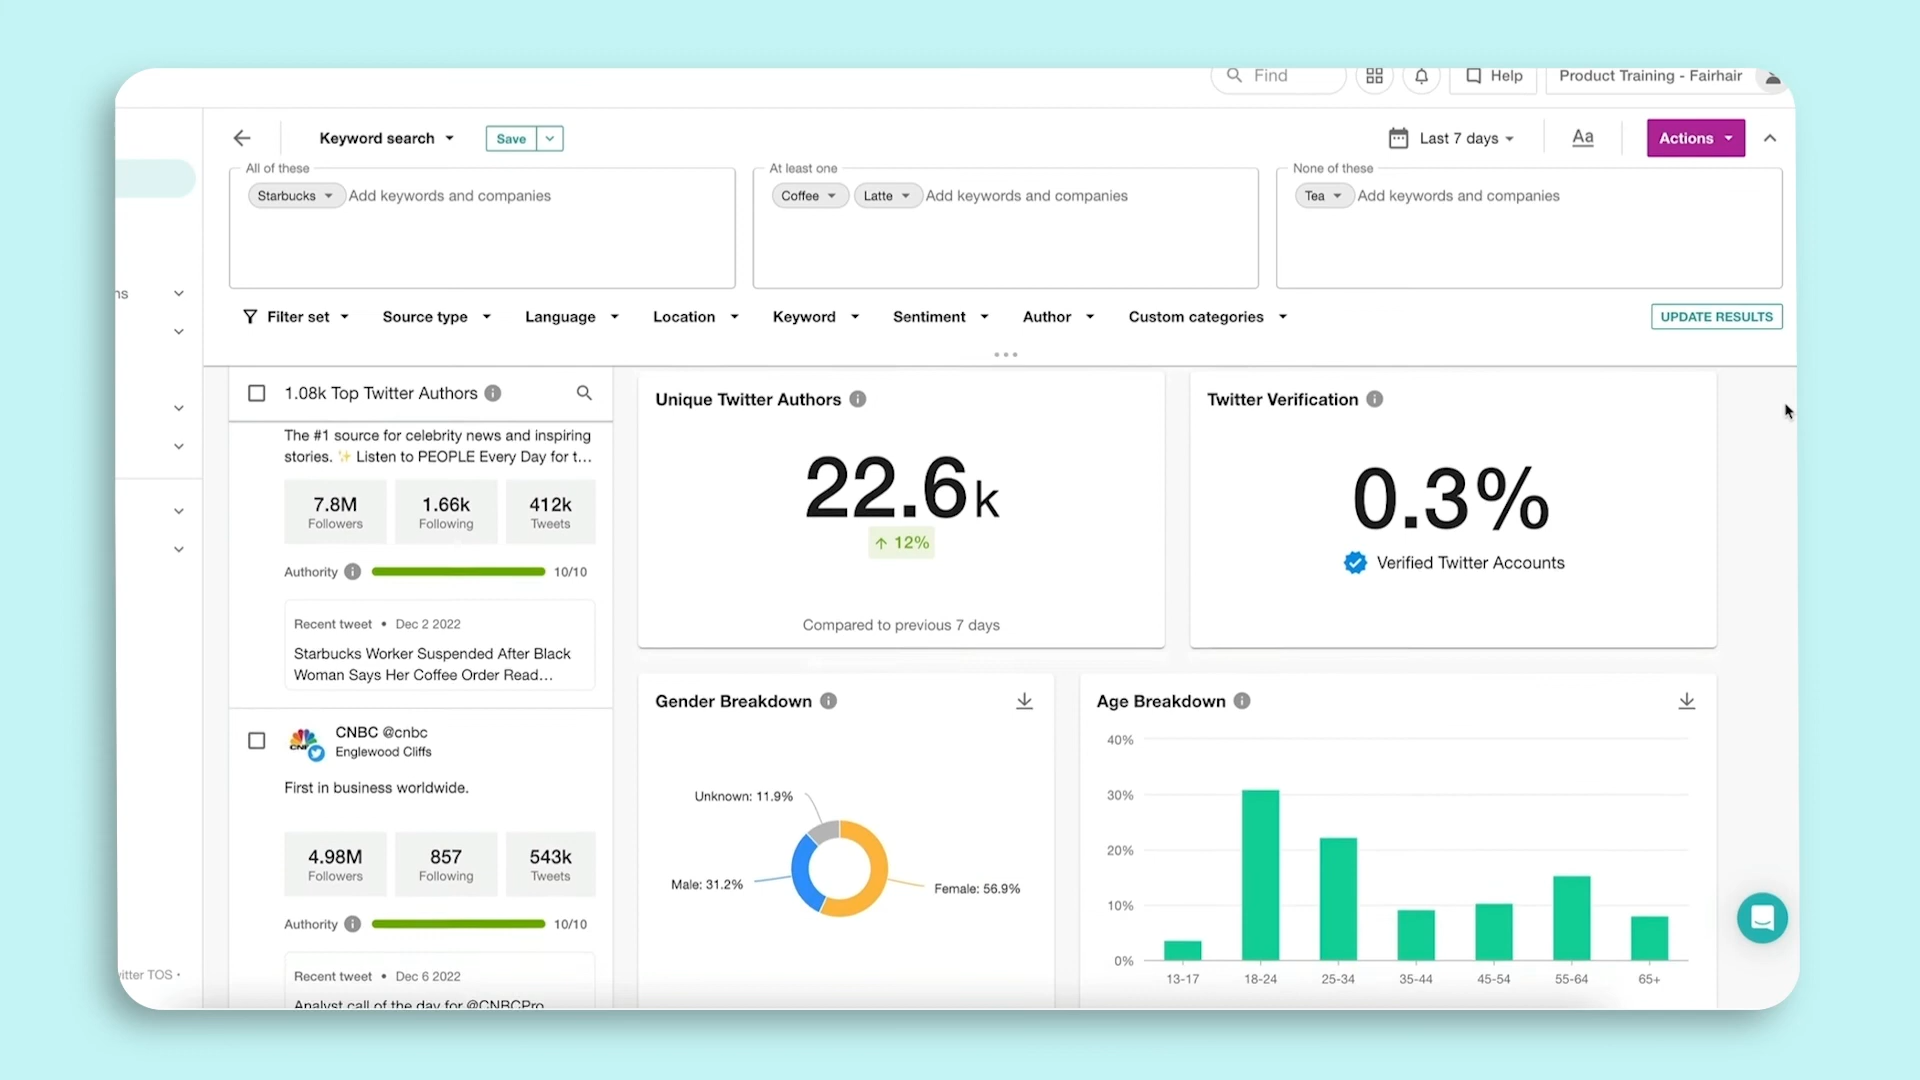 Find
Help
Product Training - Fairhair
Keyword search
Save
Last 7 days
Aa
Actions
All of these
Starbucks
Add keywords and companies
At least one
Coffee
Latte
Add keywords and companies
None of these
Tea
Add keywords and companies
ns
Filter set
Source type
Language
Location
Keyword
Sentiment
Author
Custom categories
UPDATE RESULTS
1.08k Top Twitter Authors
The #1 source for celebrity news and inspiring
stories. ✨ Listen to PEOPLE Every Day for t...
7.8M
Followers
1.66k
Following
412k
Tweets
Authority
10/10
Recent tweet • Dec 2 2022
Starbucks Worker Suspended After Black
Woman Says Her Coffee Order Read...
CNBC @cnbc
Englewood Cliffs
First in business worldwide.
4.98M
Followers
857
Following
543k
Tweets
Authority
10/10
Recent tweet • Dec 6 2022
Analyst call of the day for @CNBCPro
itter TOS •
Unique Twitter Authors
22.6k
↑ 12%
Compared to previous 7 days
Twitter Verification
0.3%
Verified Twitter Accounts
Gender Breakdown
Unknown: 11.9%
Male: 31.2%
Female: 56.9%
Age Breakdown
40%
30%
20%
10%
0%
13-17
18-24
25-34
35-44
45-54
55-64
65+